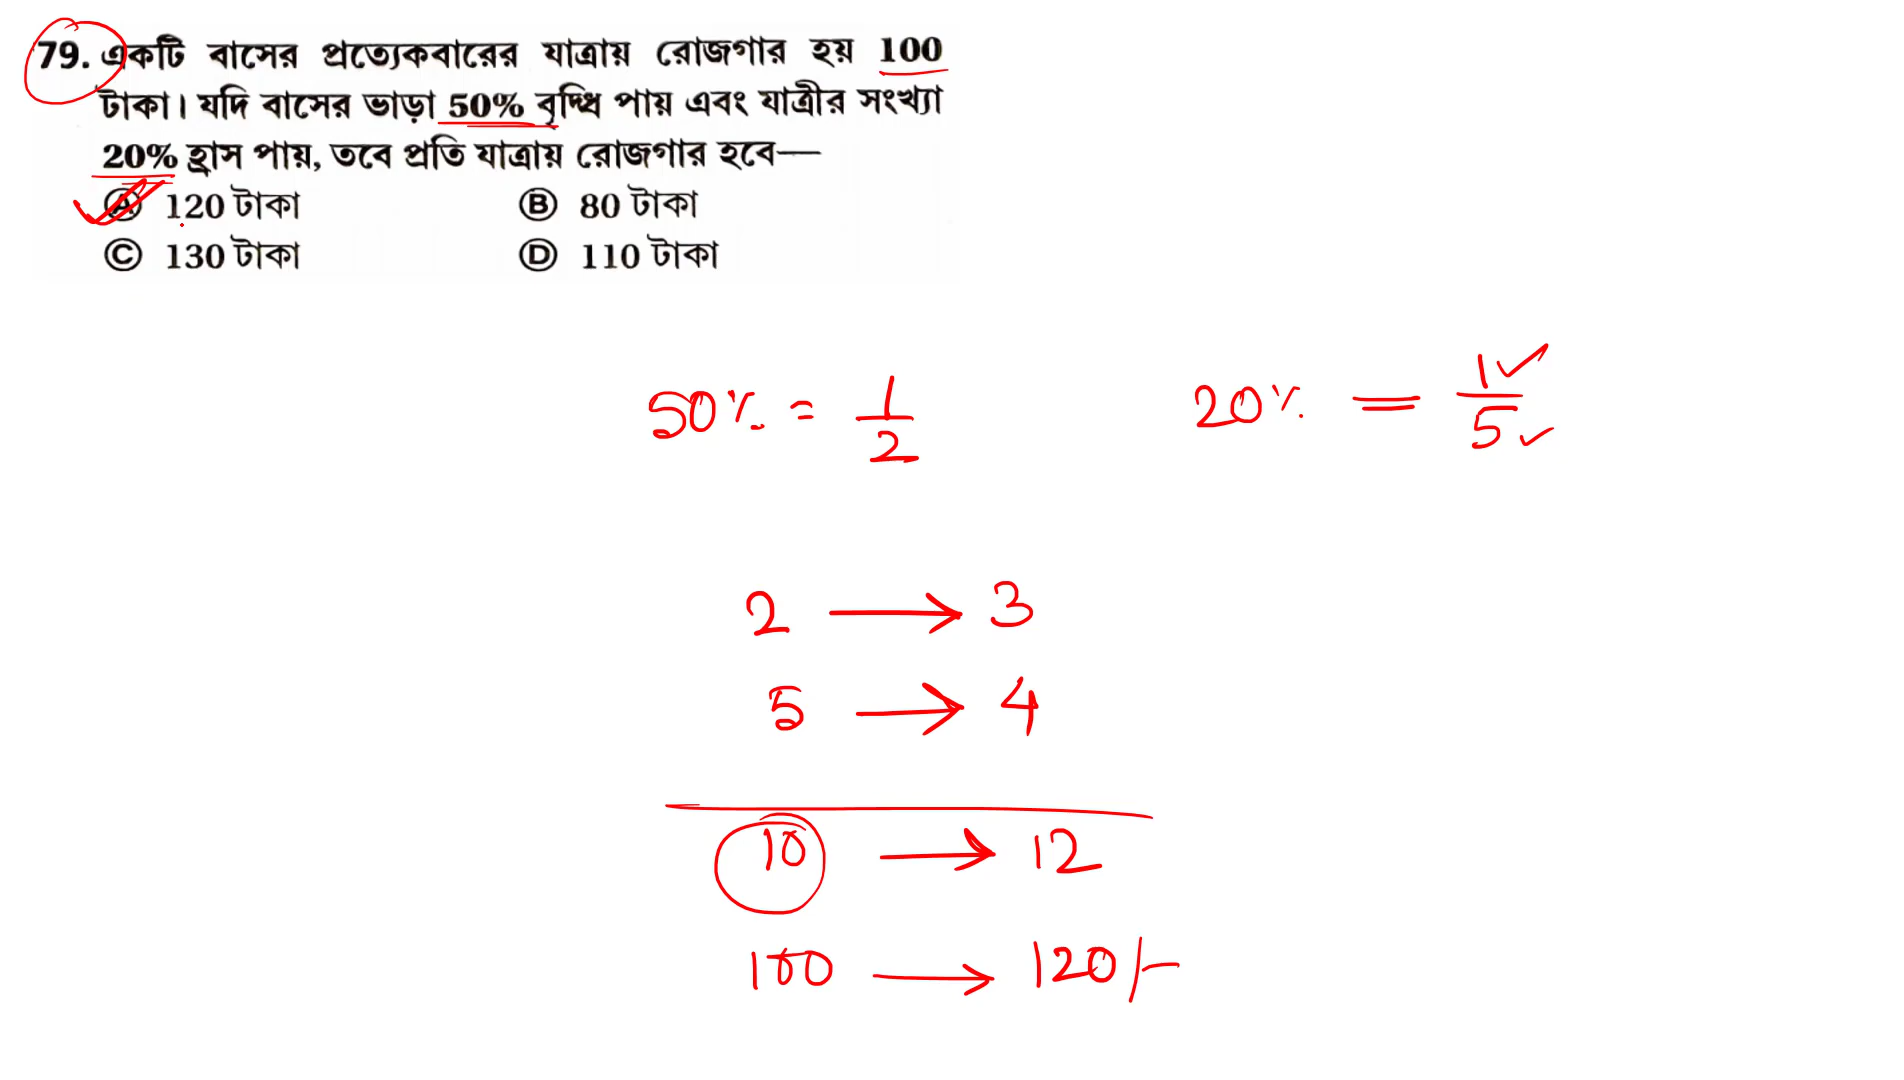 79. একটি বাসের প্রত্যেকবারের যাত্রায় রোজগার হয় 100
টাকা। যদি বাসের ভাড়া 50% বৃদ্ধি পায় এবং যাত্রীর সংখ্যা
20% হ্রাস পায়, তবে প্রতি যাত্রায় রোজগার হবে—
Ⓐ 120 টাকা Ⓑ 80 টাকা
Ⓒ 130 টাকা Ⓓ 110 টাকা
50% = 1/2 20% = 1/5
2 → 3
5 → 4
10 → 12
100 → 120/-